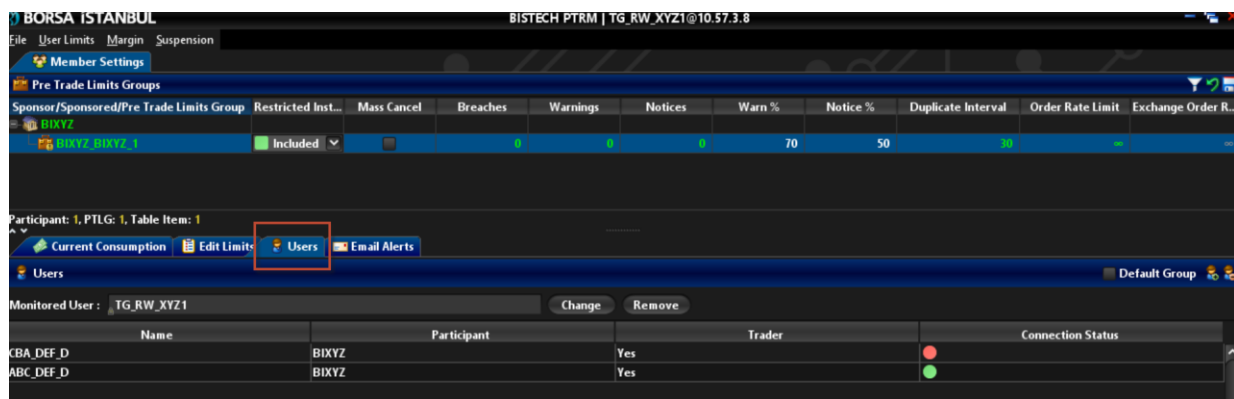 BORSA İSTANBUL BISTECH PTRM | TG_RW_XYZ1@10.57.3.8
File User Limits Margin Suspension
Member Settings
Pre Trade Limits Groups
Sponsor/Sponsored/Pre Trade Limits Group Restricted Inst... Mass Cancel Breaches Warnings Notices Warn % Notice % Duplicate Interval Order Rate Limit Exchange Order R...
BIXYZ
BIXYZ_BIXYZ_1 Included 0 0 0 70 50 30 ∞ ∞
Participant: 1, PTLG: 1, Table Item: 1
Current Consumption Edit Limits Users Email Alerts
Users Default Group
Monitored User : TG_RW_XYZ1 Change Remove
Name Participant Trader Connection Status
CBA_DEF_D BIXYZ Yes
ABC_DEF_D BIXYZ Yes